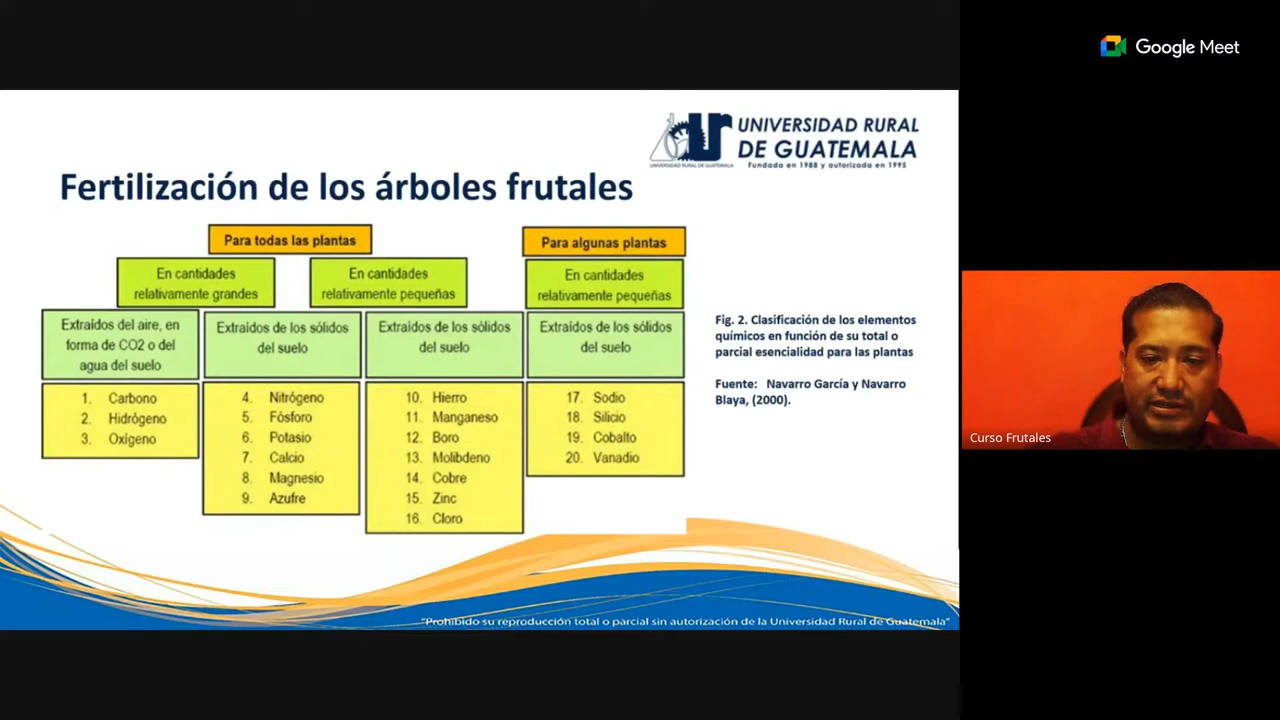 Google Meet
UNIVERSIDAD RURAL
DE GUATEMALA
Fundada en 1988 y autorizada en 1995
UNIVERSIDAD RURAL DE GUATEMALA
Fertilización de los árboles frutales
Para todas las plantas
Para algunas plantas
En cantidades
relativamente grandes
En cantidades
relativamente pequeñas
En cantidades
relativamente pequeñas
Extraídos del aire, en
forma de CO2 o del
agua del suelo
Extraídos de los sólidos
del suelo
Extraídos de los sólidos
del suelo
Extraídos de los sólidos
del suelo
1. Carbono
2. Hidrógeno
3. Oxígeno
4. Nitrógeno
5. Fósforo
6. Potasio
7. Calcio
8. Magnesio
9. Azufre
10. Hierro
11. Manganeso
12. Boro
13. Molibdeno
14. Cobre
15. Zinc
16. Cloro
17. Sodio
18. Silicio
19. Cobalto
20. Vanadio
Fig. 2. Clasificación de los elementos
químicos en función de su total o
parcial esencialidad para las plantas
Fuente: Navarro García y Navarro
Blaya, (2000).
Curso Frutales
"Prohibido su reproducción total o parcial sin autorización de la Universidad Rural de Guatemala"